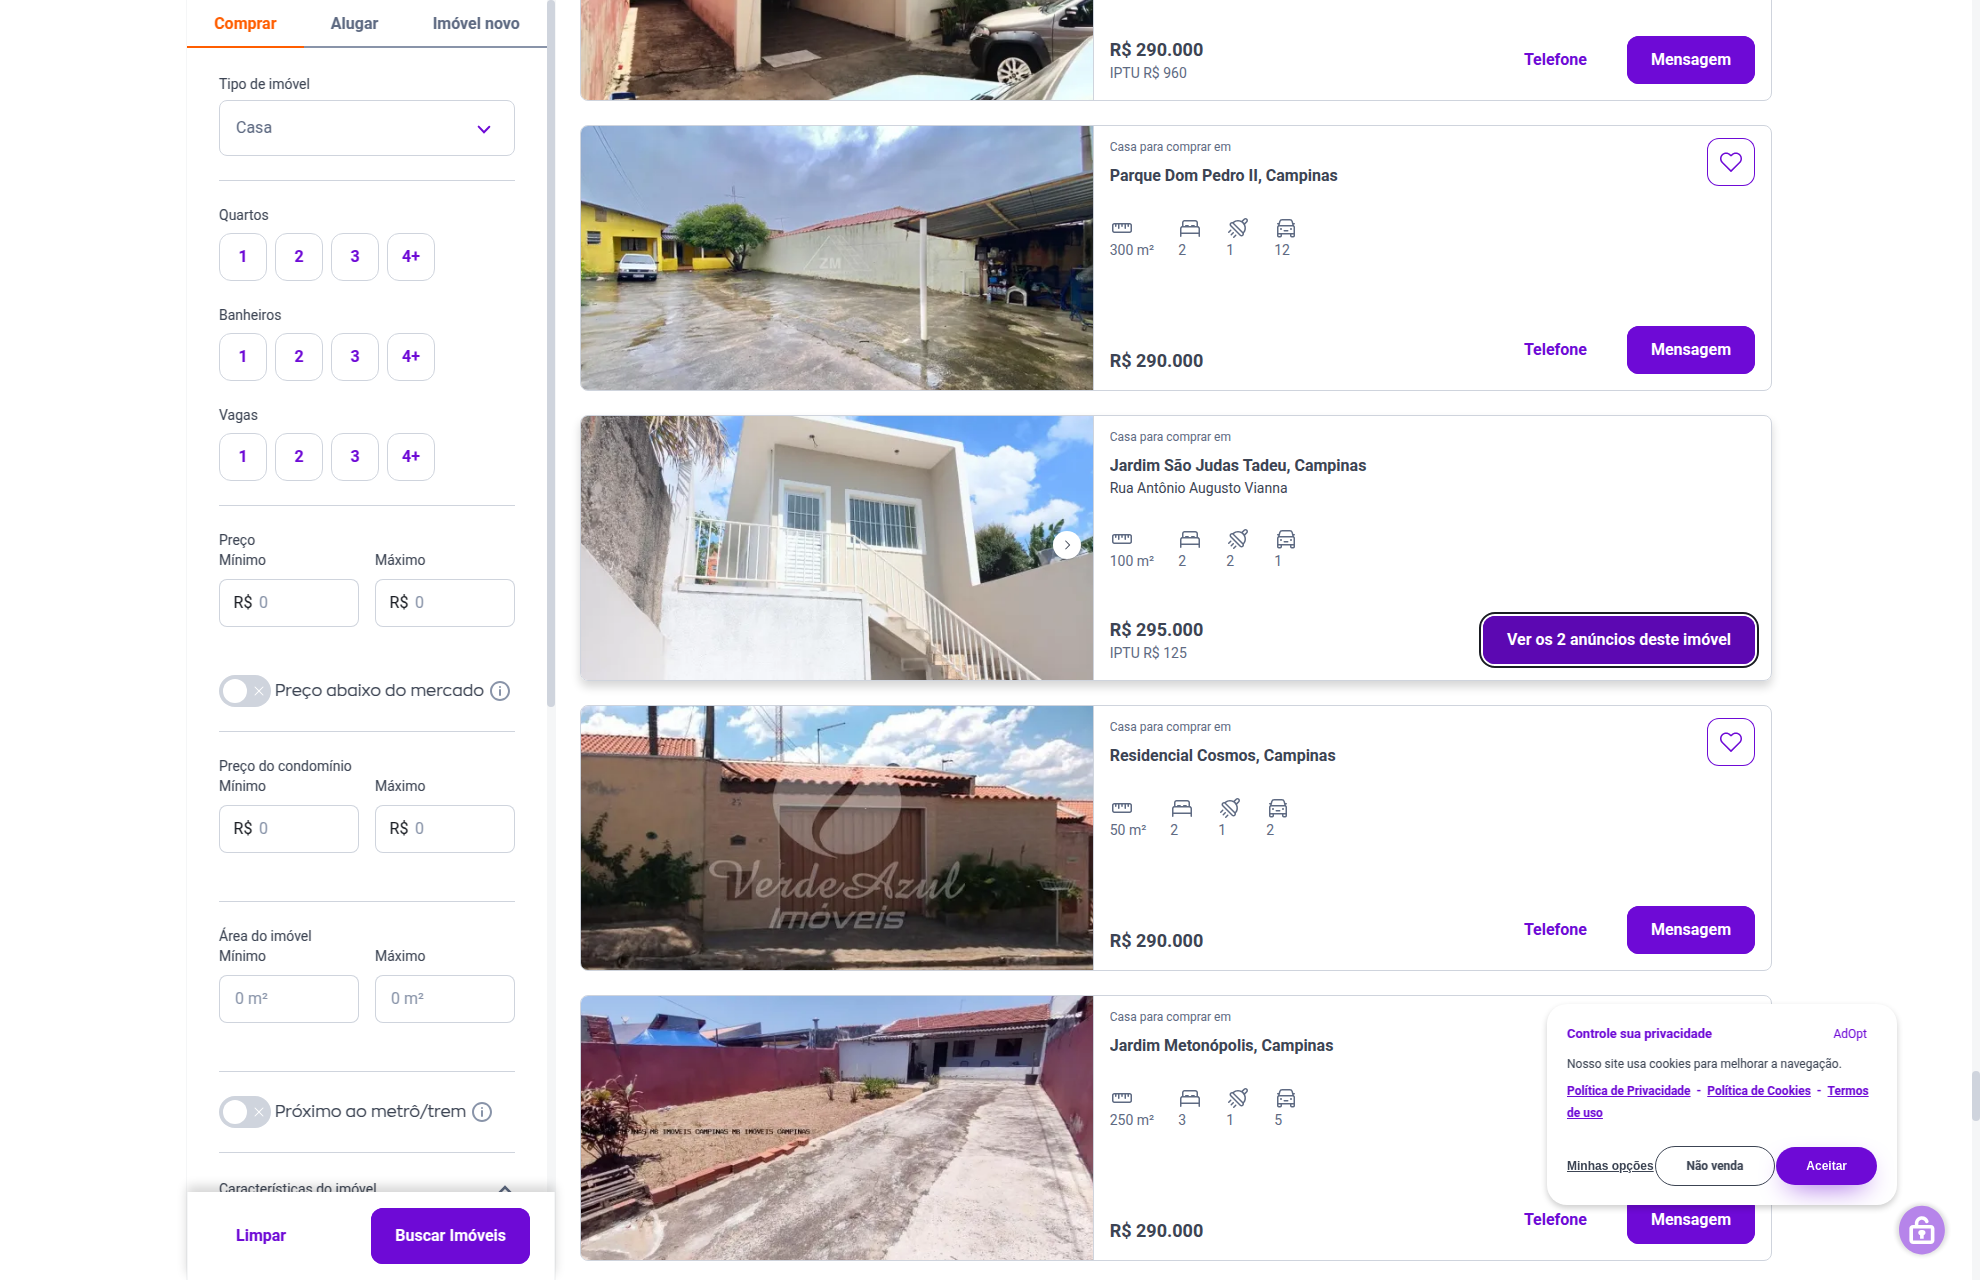 Comprar
Alugar
Imóvel novo
Tipo de imóvel
Casa
Quartos
1
2
3
4+
Banheiros
1
2
3
4+
Vagas
1
2
3
4+
Preço
Mínimo
Máximo
R$ 0
R$ 0
Preço abaixo do mercado
Preço do condomínio
Mínimo
Máximo
R$ 0
R$ 0
Área do imóvel
Mínimo
Máximo
0 m²
0 m²
Próximo ao metrô/trem
Características do imóvel
Limpar
Buscar Imóveis
R$ 290.000
IPTU R$ 960
Telefone
Mensagem
ZM
Casa para comprar em
Parque Dom Pedro II, Campinas
300 m²
2
1
12
R$ 290.000
Telefone
Mensagem
Casa para comprar em
Jardim São Judas Tadeu, Campinas
Rua Antônio Augusto Vianna
100 m²
2
2
1
R$ 295.000
IPTU R$ 125
Ver os 2 anúncios deste imóvel
VerdeAzul
Imóveis
Casa para comprar em
Residencial Cosmos, Campinas
50 m²
2
1
2
R$ 290.000
Telefone
Mensagem
MB IMÓVEIS CAMPINAS MB IMÓVEIS CAMPINAS
Casa para comprar em
Jardim Metonópolis, Campinas
250 m²
3
1
5
R$ 290.000
Telefone
Mensagem
Controle sua privacidade
AdOpt
Nosso site usa cookies para melhorar a navegação.
Política de Privacidade - Política de Cookies - Termos
de uso
Minhas opções
Não venda
Aceitar